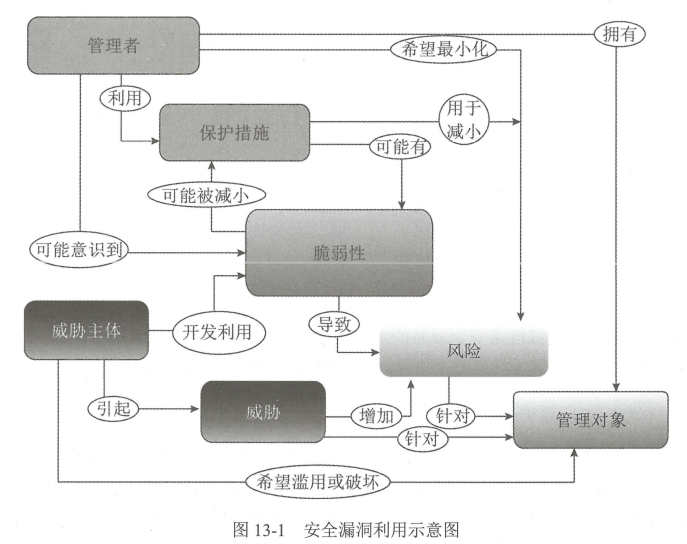 管理者
拥有
希望最小化
利用
用于
减小
保护措施
可能有
可能被减小
可能意识到
脆弱性
威胁主体
开发利用
导致
风险
引起
威胁
增加
针对
管理对象
针对
希望滥用或破坏
图 13-1 安全漏洞利用示意图